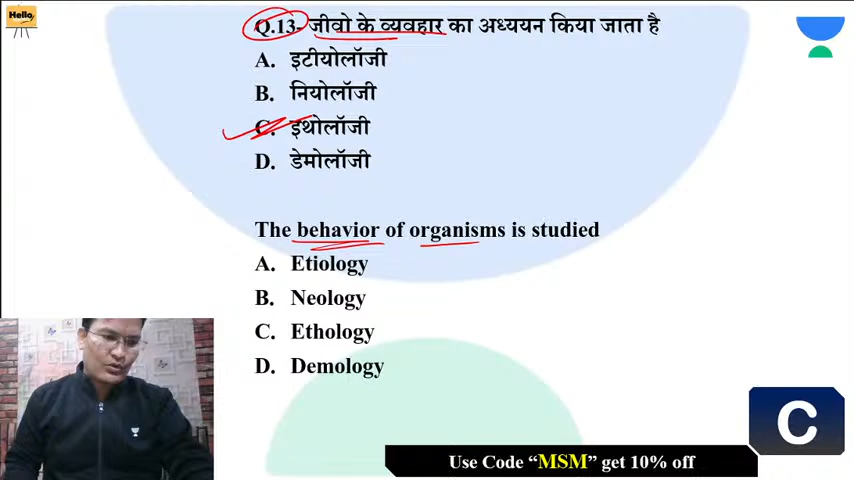 Hello
Q.13- जीवो के व्यवहार का अध्ययन किया जाता है
A. इटीयोलॉजी
B. नियोलॉजी
C. इथोलॉजी
D. डेमोलॉजी
The behavior of organisms is studied
A. Etiology
B. Neology
C. Ethology
D. Demology
C
Use Code “MSM” get 10% off